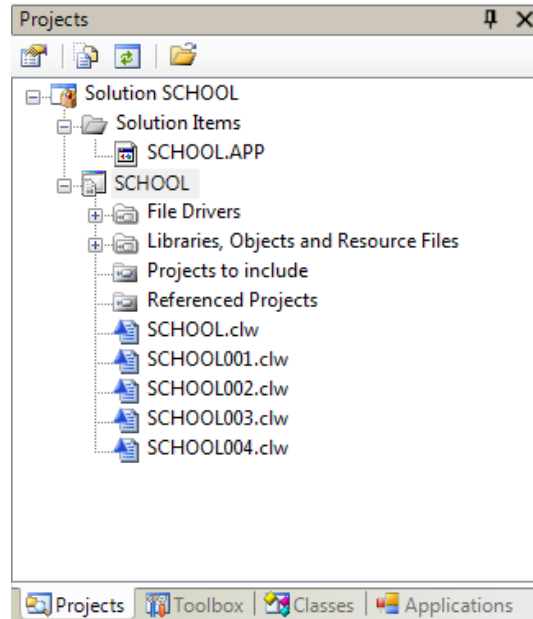 Projects
Solution SCHOOL
Solution Items
SCHOOL.APP
SCHOOL
File Drivers
Libraries, Objects and Resource Files
Projects to include
Referenced Projects
SCHOOL.clw
SCHOOL001.clw
SCHOOL002.clw
SCHOOL003.clw
SCHOOL004.clw
Projects Toolbox Classes Applications